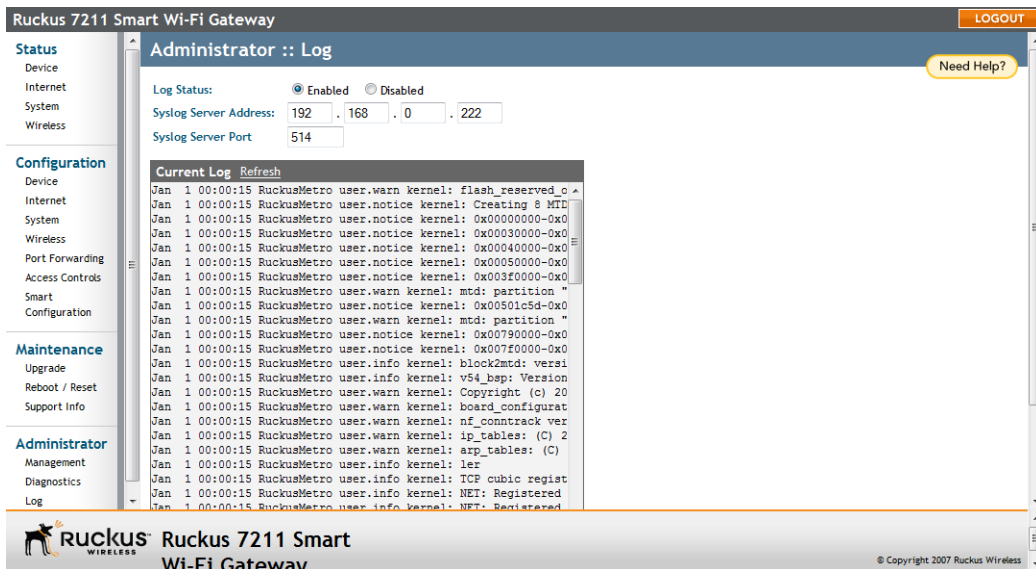 Ruckus 7211 Smart Wi-Fi Gateway
LOGOUT
Status
Device
Internet
System
Wireless
Configuration
Device
Internet
System
Wireless
Port Forwarding
Access Controls
Smart
Configuration
Maintenance
Upgrade
Reboot / Reset
Support Info
Administrator
Management
Diagnostics
Log
Administrator :: Log
Need Help?
Log Status: Enabled Disabled
Syslog Server Address: 192 . 168 . 0 . 222
Syslog Server Port 514
Current Log Refresh
Jan 1 00:00:15 RuckusMetro user.warn kernel: flash_reserved_c
Jan 1 00:00:15 RuckusMetro user.notice kernel: Creating 8 MTD
Jan 1 00:00:15 RuckusMetro user.notice kernel: 0x00000000-0x0
Jan 1 00:00:15 RuckusMetro user.notice kernel: 0x00030000-0x0
Jan 1 00:00:15 RuckusMetro user.notice kernel: 0x00040000-0x0
Jan 1 00:00:15 RuckusMetro user.notice kernel: 0x00050000-0x0
Jan 1 00:00:15 RuckusMetro user.notice kernel: 0x003f0000-0x0
Jan 1 00:00:15 RuckusMetro user.warn kernel: mtd: partition "
Jan 1 00:00:15 RuckusMetro user.notice kernel: 0x00501c5d-0x0
Jan 1 00:00:15 RuckusMetro user.warn kernel: mtd: partition "
Jan 1 00:00:15 RuckusMetro user.notice kernel: 0x00790000-0x0
Jan 1 00:00:15 RuckusMetro user.notice kernel: 0x007f0000-0x0
Jan 1 00:00:15 RuckusMetro user.info kernel: block2mtd: versi
Jan 1 00:00:15 RuckusMetro user.info kernel: v54_bsp: Version
Jan 1 00:00:15 RuckusMetro user.warn kernel: Copyright (c) 20
Jan 1 00:00:15 RuckusMetro user.warn kernel: board_configurat
Jan 1 00:00:15 RuckusMetro user.warn kernel: nf_conntrack ver
Jan 1 00:00:15 RuckusMetro user.warn kernel: ip_tables: (C) 2
Jan 1 00:00:15 RuckusMetro user.warn kernel: arp_tables: (C)
Jan 1 00:00:15 RuckusMetro user.info kernel: ler
Jan 1 00:00:15 RuckusMetro user.info kernel: TCP cubic regist
Jan 1 00:00:15 RuckusMetro user.info kernel: NET: Registered
Jan 1 00:00:15 RuckusMetro user.info kernel: NET: Registered
RUCKUS WIRELESS
Ruckus 7211 Smart
Wi-Fi Gateway
© Copyright 2007 Ruckus Wireless